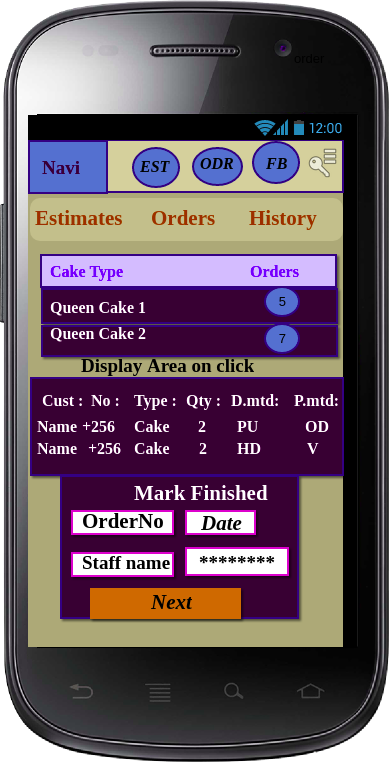 order
12:00
Navi EST ODR FB
Estimates Orders History
Cake Type Orders
Queen Cake 1 5
Queen Cake 2 7
Display Area on click
Cust : No : Type : Qty : D.mtd: P.mtd:
Name +256 Cake 2 PU OD
Name +256 Cake 2 HD V
Mark Finished
OrderNo Date
Staff name ********
Next